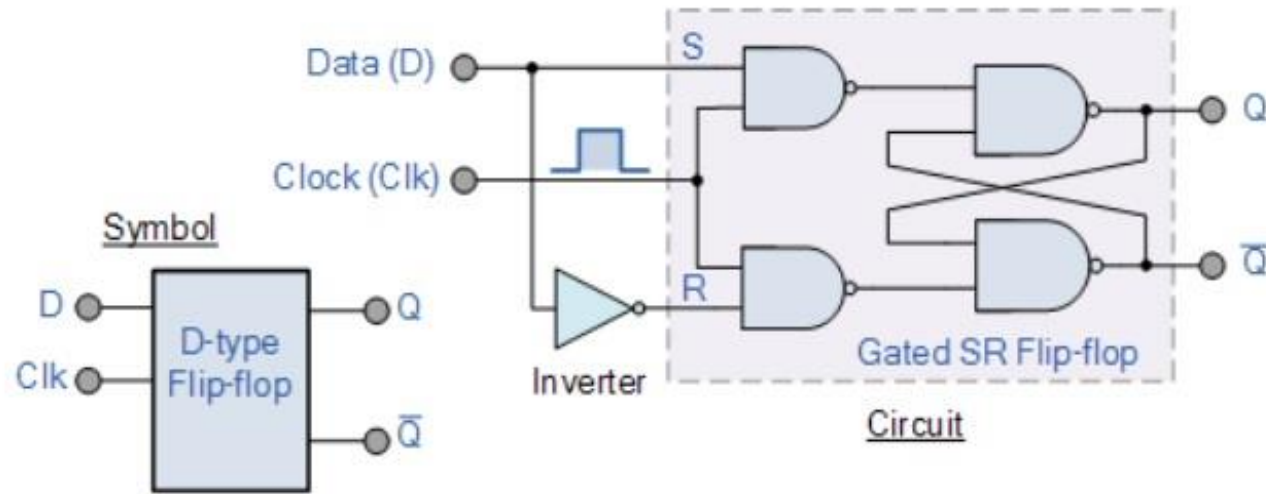 Data (D)
S
Q
Clock (Clk)
Symbol
D
Q
D-type
Flip-flop
Clk
Q̅
R
Inverter
Gated SR Flip-flop
Q̅
Circuit